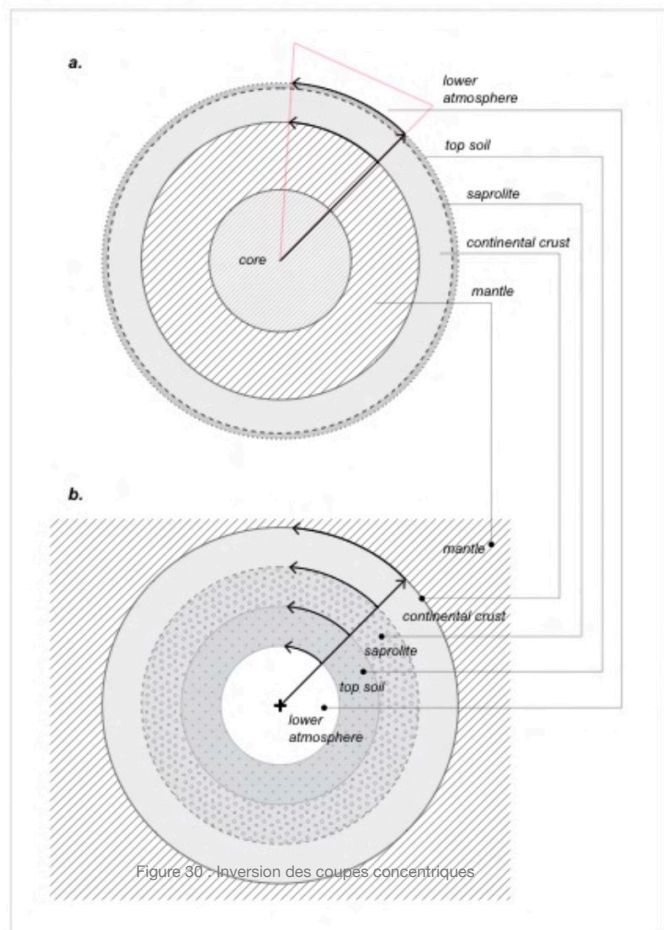 a.
lower
atmosphere
top soil
saprolite
continental crust
core
mantle
b.
mantle
continental crust
saprolite
top soil
lower
atmosphere
Figure 30 : Inversion des coupes concentriques